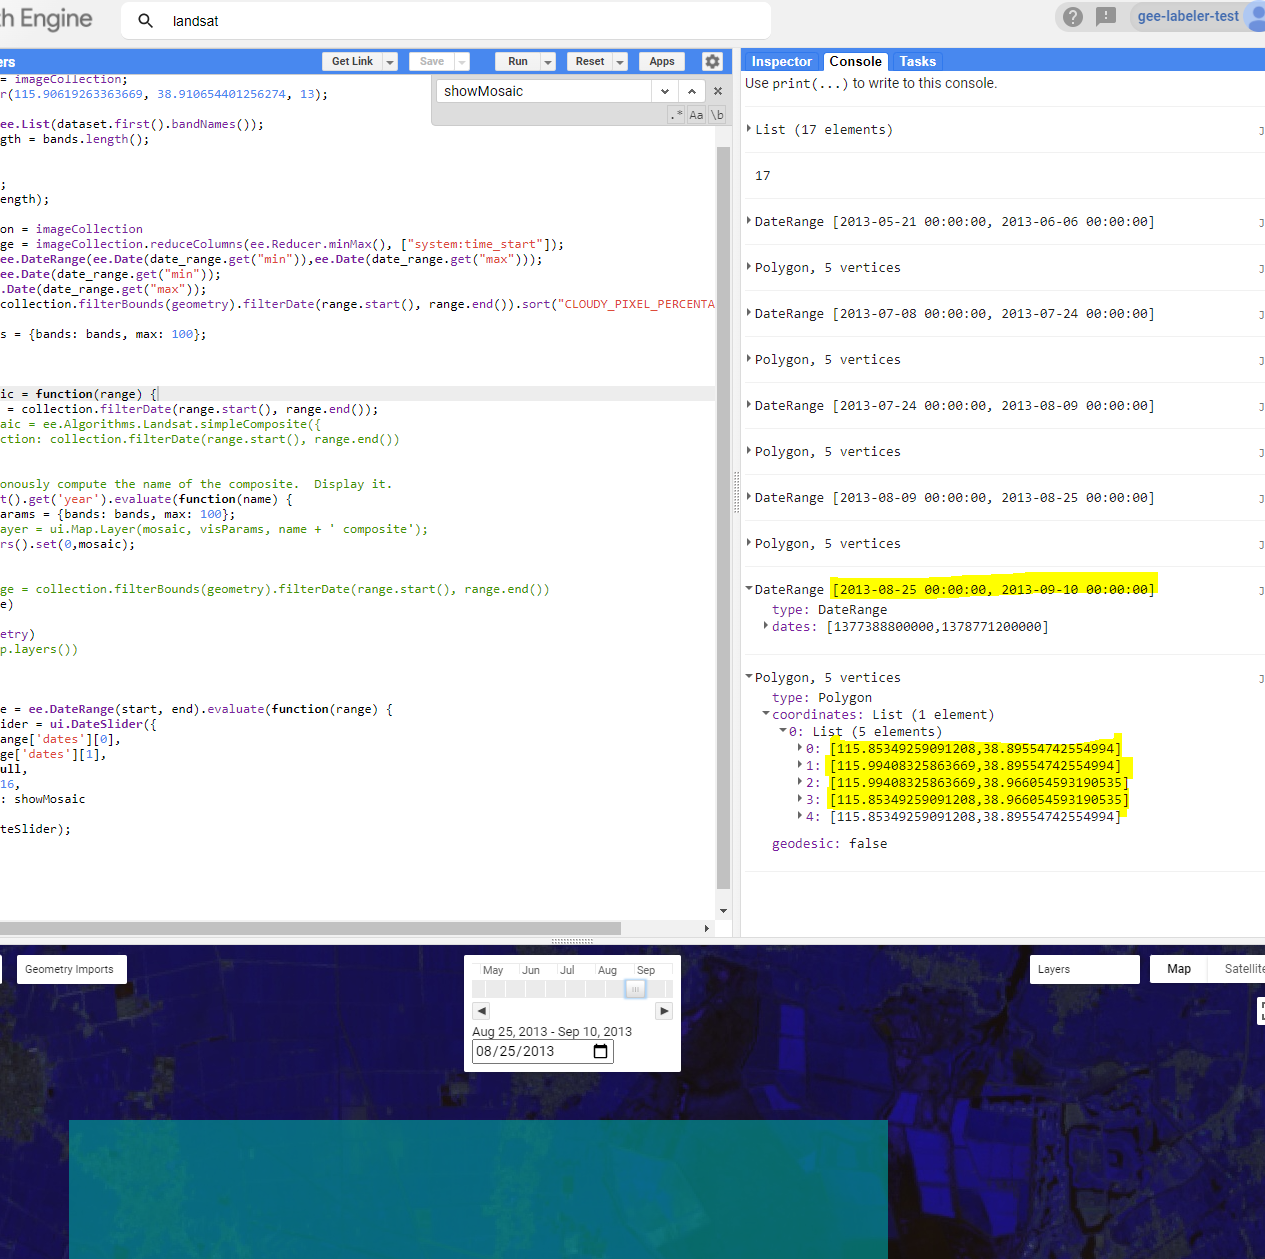 h Engine
landsat
gee-labeler-test
ers
Get Link
Save
Run
Reset
Apps
Inspector
Console
Tasks
= imageCollection;
r(115.90619263363669, 38.910654401256274, 13);
ee.List(dataset.first().bandNames());
gth = bands.length();
;
ength);
on = imageCollection
ge = imageCollection.reduceColumns(ee.Reducer.minMax(), ["system:time_start"]);
ee.DateRange(ee.Date(date_range.get("min")),ee.Date(date_range.get("max")));
ee.Date(date_range.get("min"));
.Date(date_range.get("max"));
collection.filterBounds(geometry).filterDate(range.start(), range.end()).sort("CLOUDY_PIXEL_PERCENTA
s = {bands: bands, max: 100};
ic = function(range) {
= collection.filterDate(range.start(), range.end());
aic = ee.Algorithms.Landsat.simpleComposite({
ction: collection.filterDate(range.start(), range.end())
onously compute the name of the composite.  Display it.
t().get('year').evaluate(function(name) {
arams = {bands: bands, max: 100};
ayer = ui.Map.Layer(mosaic, visParams, name + ' composite');
rs().set(0,mosaic);
ge = collection.filterBounds(geometry).filterDate(range.start(), range.end())
e)
etry)
p.layers())
e = ee.DateRange(start, end).evaluate(function(range) {
ider = ui.DateSlider({
ange['dates'][0],
ge['dates'][1],
ull,
16,
: showMosaic
teSlider);
showMosaic
.* Aa \b
Use print(...) to write to this console.
List (17 elements)
17
DateRange [2013-05-21 00:00:00, 2013-06-06 00:00:00]
Polygon, 5 vertices
DateRange [2013-07-08 00:00:00, 2013-07-24 00:00:00]
Polygon, 5 vertices
DateRange [2013-07-24 00:00:00, 2013-08-09 00:00:00]
Polygon, 5 vertices
DateRange [2013-08-09 00:00:00, 2013-08-25 00:00:00]
Polygon, 5 vertices
DateRange [2013-08-25 00:00:00, 2013-09-10 00:00:00]
type: DateRange
dates: [1377388800000,1378771200000]
Polygon, 5 vertices
type: Polygon
coordinates: List (1 element)
0: List (5 elements)
0: [115.85349259091208,38.89554742554994]
1: [115.99408325863669,38.89554742554994]
2: [115.99408325863669,38.966054593190535]
3: [115.85349259091208,38.966054593190535]
4: [115.85349259091208,38.89554742554994]
geodesic: false
Geometry Imports
May Jun Jul Aug Sep
Aug 25, 2013 - Sep 10, 2013
08/25/2013
Layers
Map
Satellite